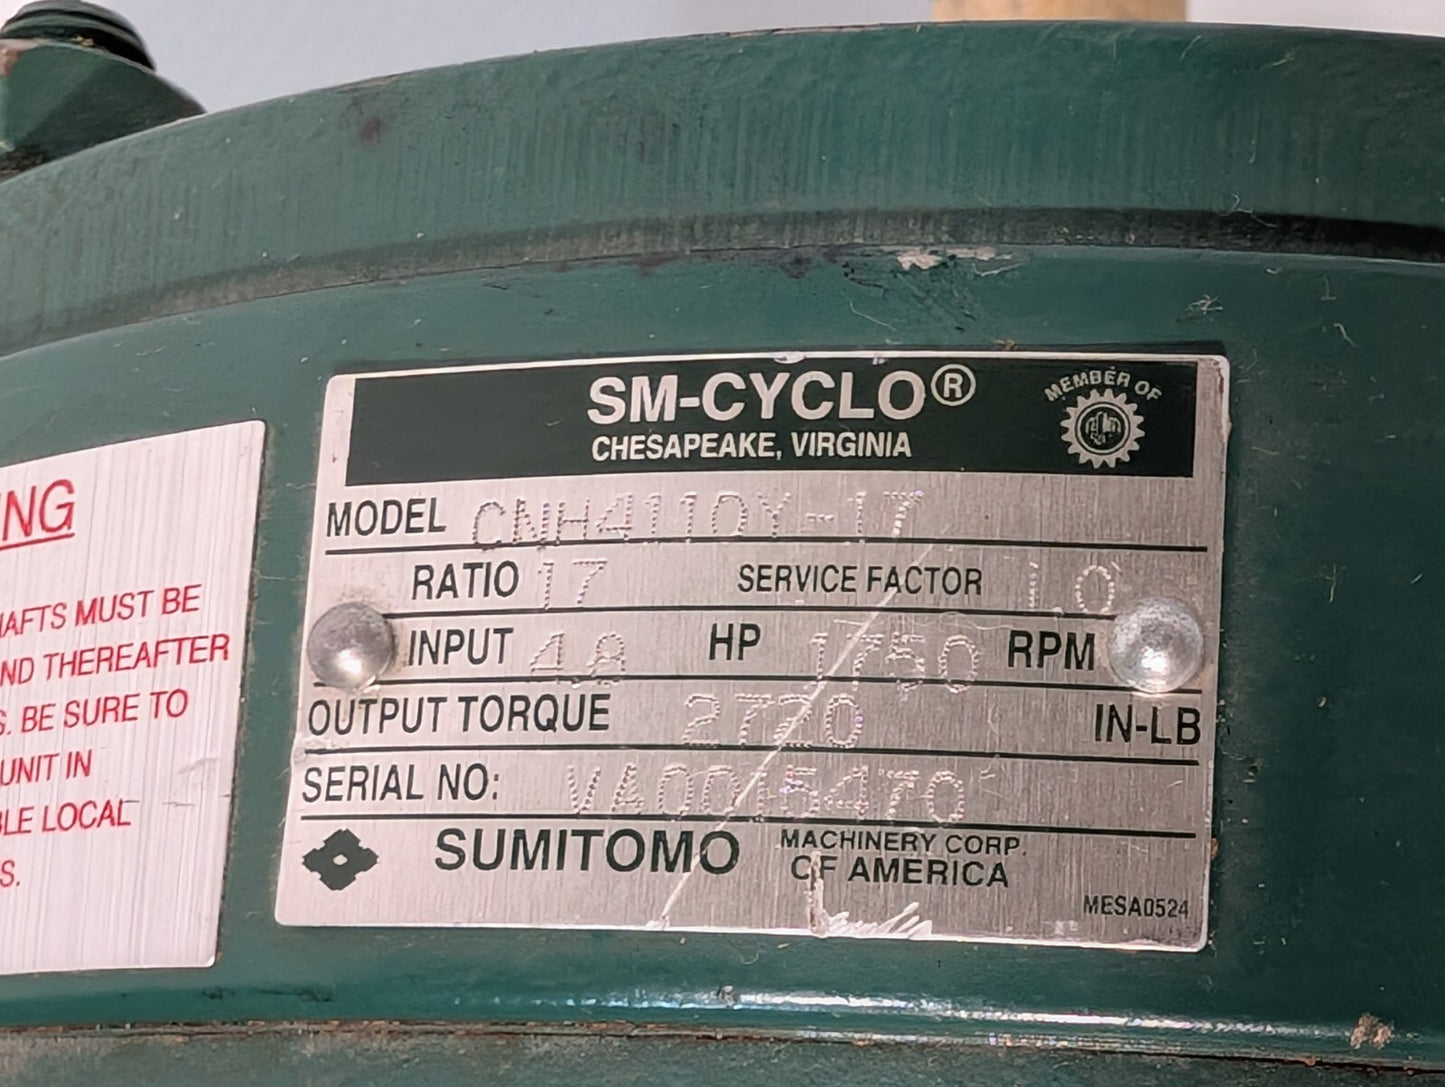 SM-CYCLO®
CHESAPEAKE, VIRGINIA
MEMBER OF
MODEL CNH4110Y-17
RATIO 17 SERVICE FACTOR 1.0
INPUT 4.8 HP 1750 RPM
OUTPUT TORQUE 2720 IN-LB
SERIAL NO: VA0015470
SUMITOMO MACHINERY CORP.
OF AMERICA
MESA0524
NG
AFTS MUST BE
ND THEREAFTER
S. BE SURE TO
UNIT IN
LE LOCAL
S.